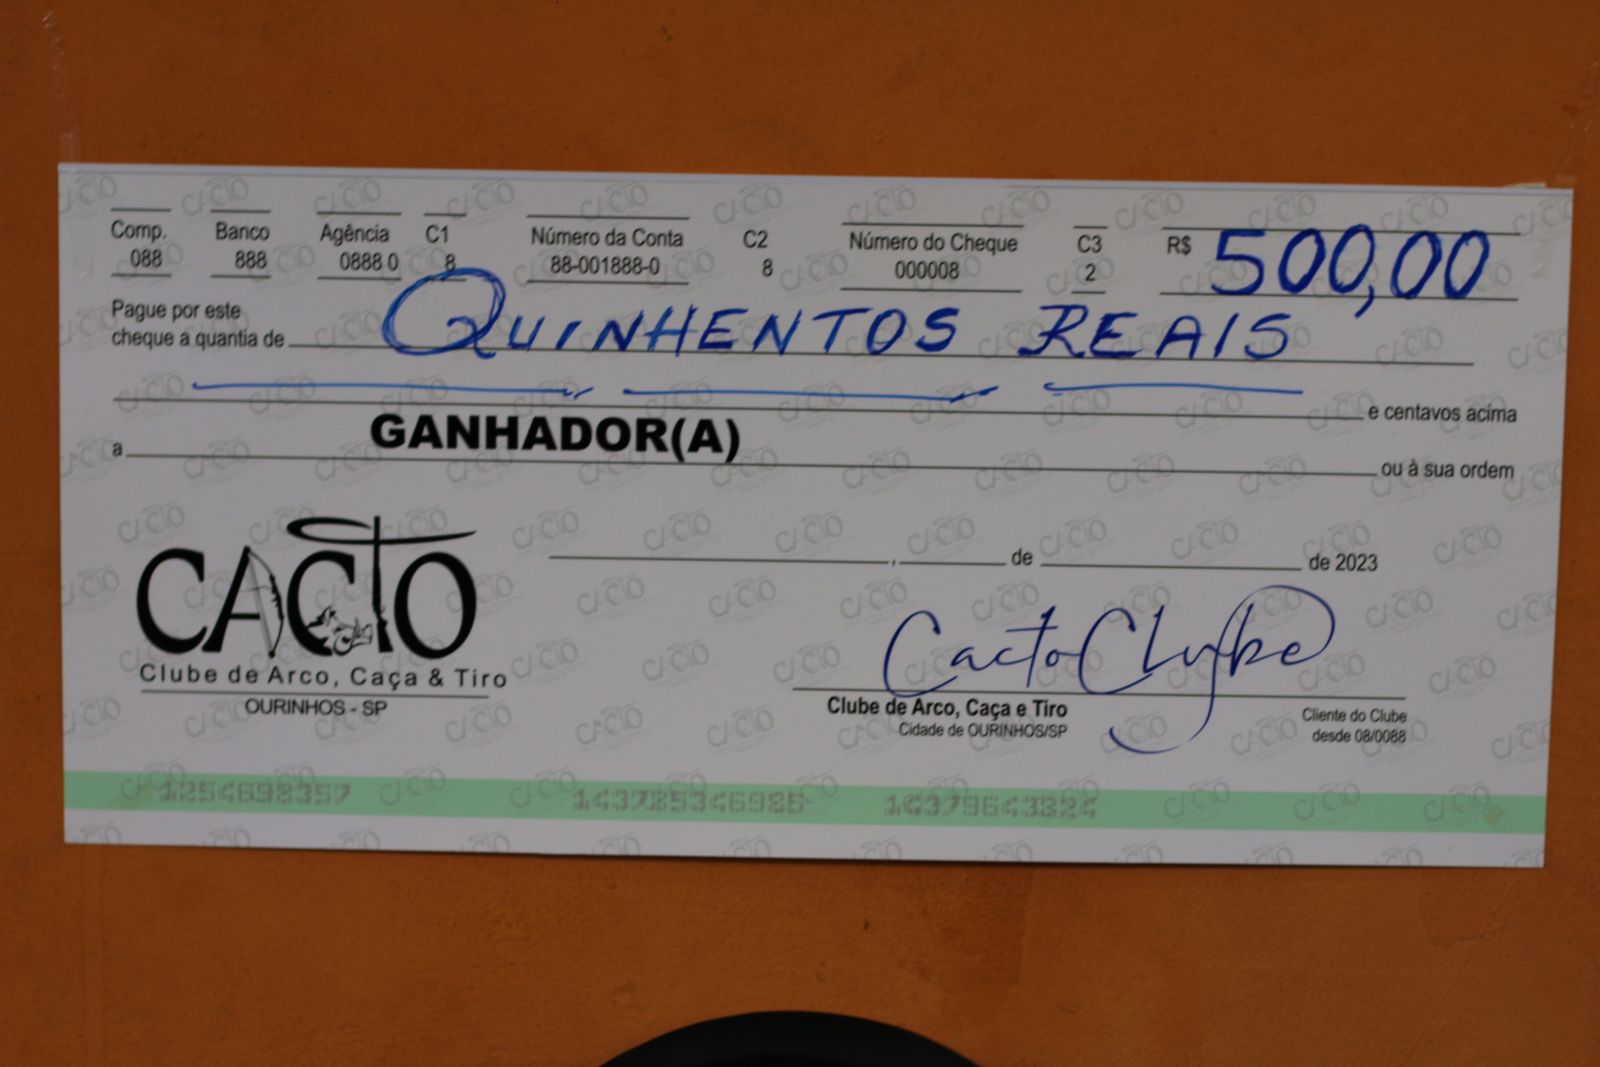 Comp. Banco Agência C1 Número da Conta C2 Número do Cheque C3 R$ 500,00
088 888 0888 0 8 88-001888-0 8 000008 2
Pague por este
cheque a quantia de QUINHENTOS REAIS
e centavos acima
a GANHADOR(A) ou à sua ordem
de de 2023
CACTO
Clube de Arco, Caça & Tiro
OURINHOS - SP
Cacto Clube
Clube de Arco, Caça e Tiro
Cidade de OURINHOS/SP
Cliente do Clube
desde 08/0088
1254698357 143725346985 14379643224